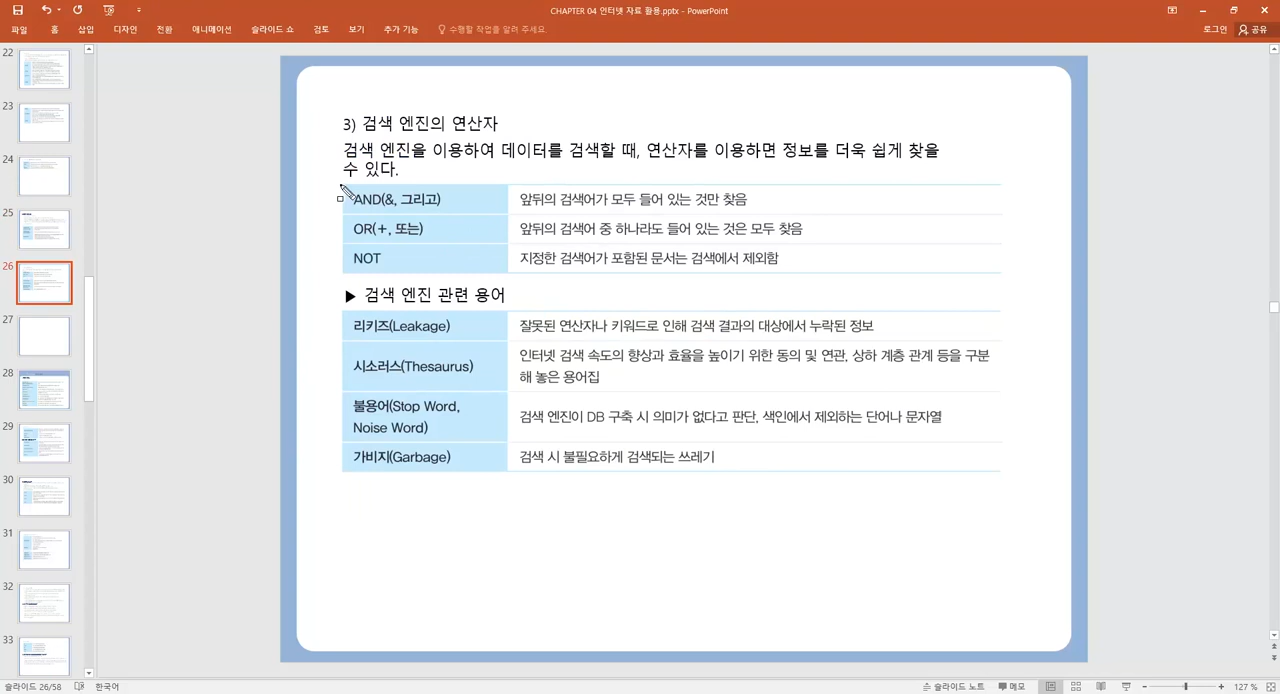 CHAPTER 04 인터넷 자료 활용.pptx - PowerPoint
파일 홈 삽입 디자인 전환 애니메이션 슬라이드 쇼 검토 보기 추가 기능 수행할 작업을 알려 주세요. 로그인 공유
22
23
24
25
26
27
28
29
30
31
32
33
3) 검색 엔진의 연산자
검색 엔진을 이용하여 데이터를 검색할 때, 연산자를 이용하면 정보를 더욱 쉽게 찾을
수 있다.
AND(&, 그리고) 앞뒤의 검색어가 모두 들어 있는 것만 찾음
OR(+, 또는) 앞뒤의 검색어 중 하나라도 들어 있는 것은 모두 찾음
NOT 지정한 검색어가 포함된 문서는 검색에서 제외함
▶ 검색 엔진 관련 용어
리키즈(Leakage) 잘못된 연산자나 키워드로 인해 검색 결과의 대상에서 누락된 정보
시소러스(Thesaurus) 인터넷 검색 속도의 향상과 효율을 높이기 위한 동의 및 연관, 상하 계층 관계 등을 구분
해 놓은 용어집
불용어(Stop Word,
Noise Word) 검색 엔진이 DB 구축 시 의미가 없다고 판단, 색인에서 제외하는 단어나 문자열
가비지(Garbage) 검색 시 불필요하게 검색되는 쓰레기
슬라이드 26/58 한국어 슬라이드 노트 메모 127 %